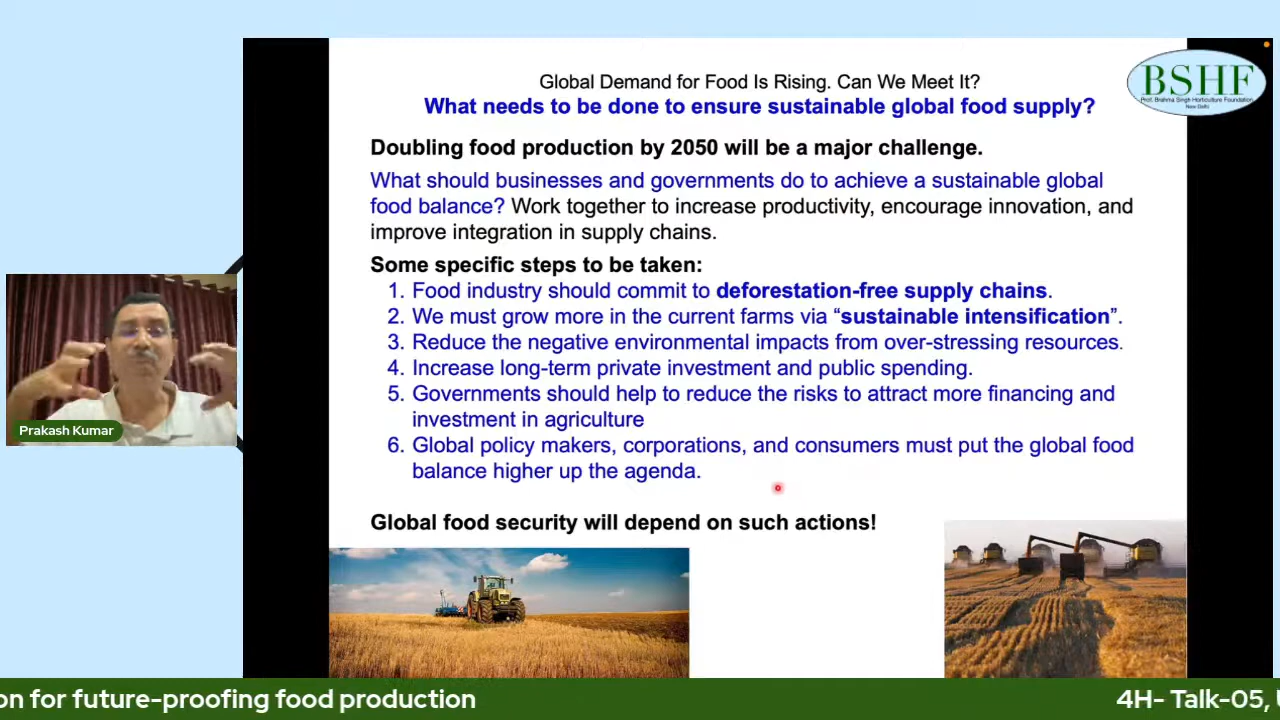 Global Demand for Food Is Rising. Can We Meet It?
What needs to be done to ensure sustainable global food supply?
BSHF
Prof. Brahma Singh Horticulture Foundation
New Delhi
Doubling food production by 2050 will be a major challenge.
What should businesses and governments do to achieve a sustainable global
food balance? Work together to increase productivity, encourage innovation, and
improve integration in supply chains.
Some specific steps to be taken:
1. Food industry should commit to deforestation-free supply chains.
2. We must grow more in the current farms via “sustainable intensification”.
3. Reduce the negative environmental impacts from over-stressing resources.
4. Increase long-term private investment and public spending.
5. Governments should help to reduce the risks to attract more financing and
investment in agriculture
6. Global policy makers, corporations, and consumers must put the global food
balance higher up the agenda.
Global food security will depend on such actions!
Prakash Kumar
on for future-proofing food production
4H- Talk-05,